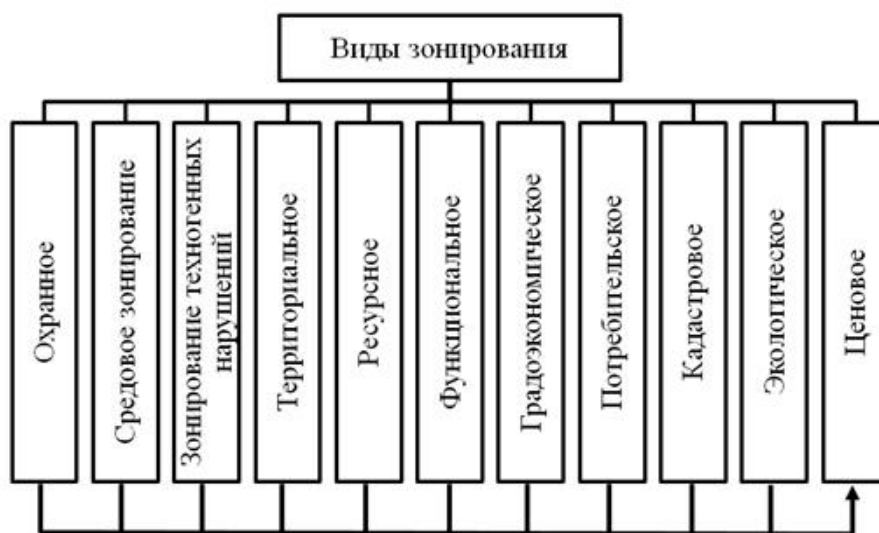 Виды зонирования
Охранное
Средовое зонирование
Зонирование техногенных
нарушений
Территориальное
Ресурсное
Функциональное
Градоэкономическое
Потребительское
Кадастровое
Экологическое
Ценовое